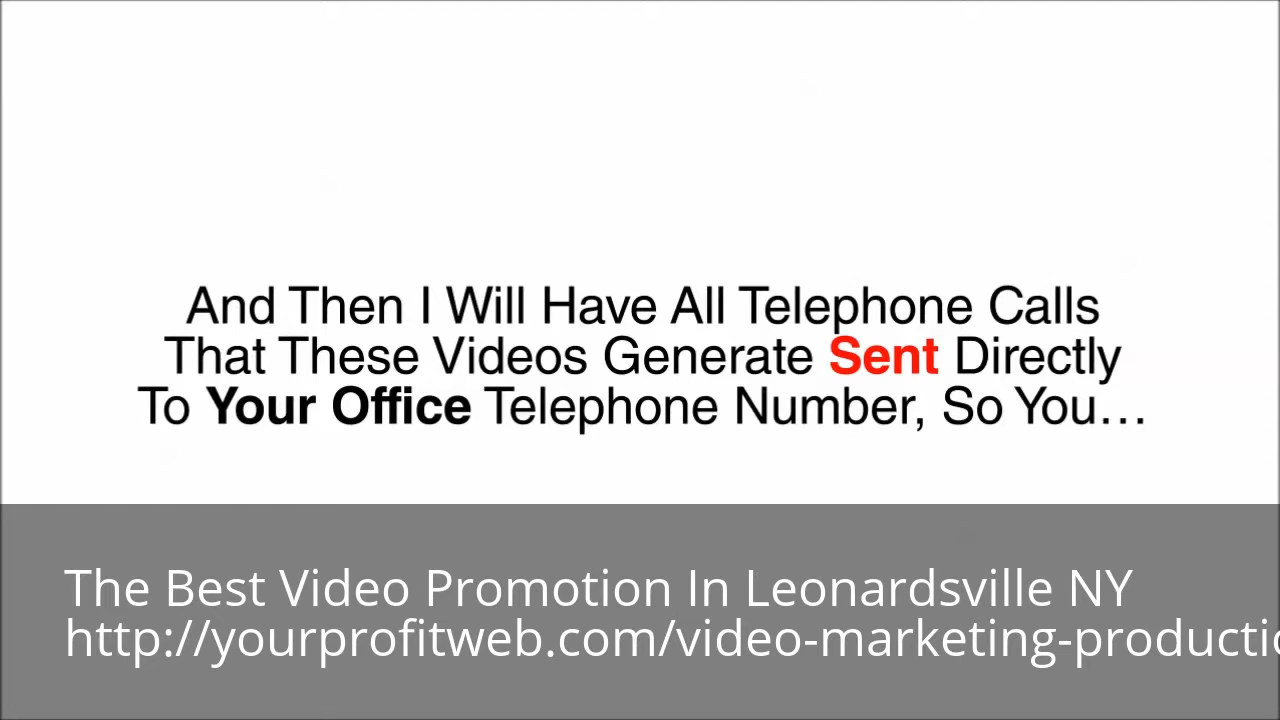 And Then I Will Have All Telephone Calls
That These Videos Generate Sent Directly
To Your Office Telephone Number, So You…
The Best Video Promotion In Leonardsville NY
http://yourprofitweb.com/video-marketing-productio